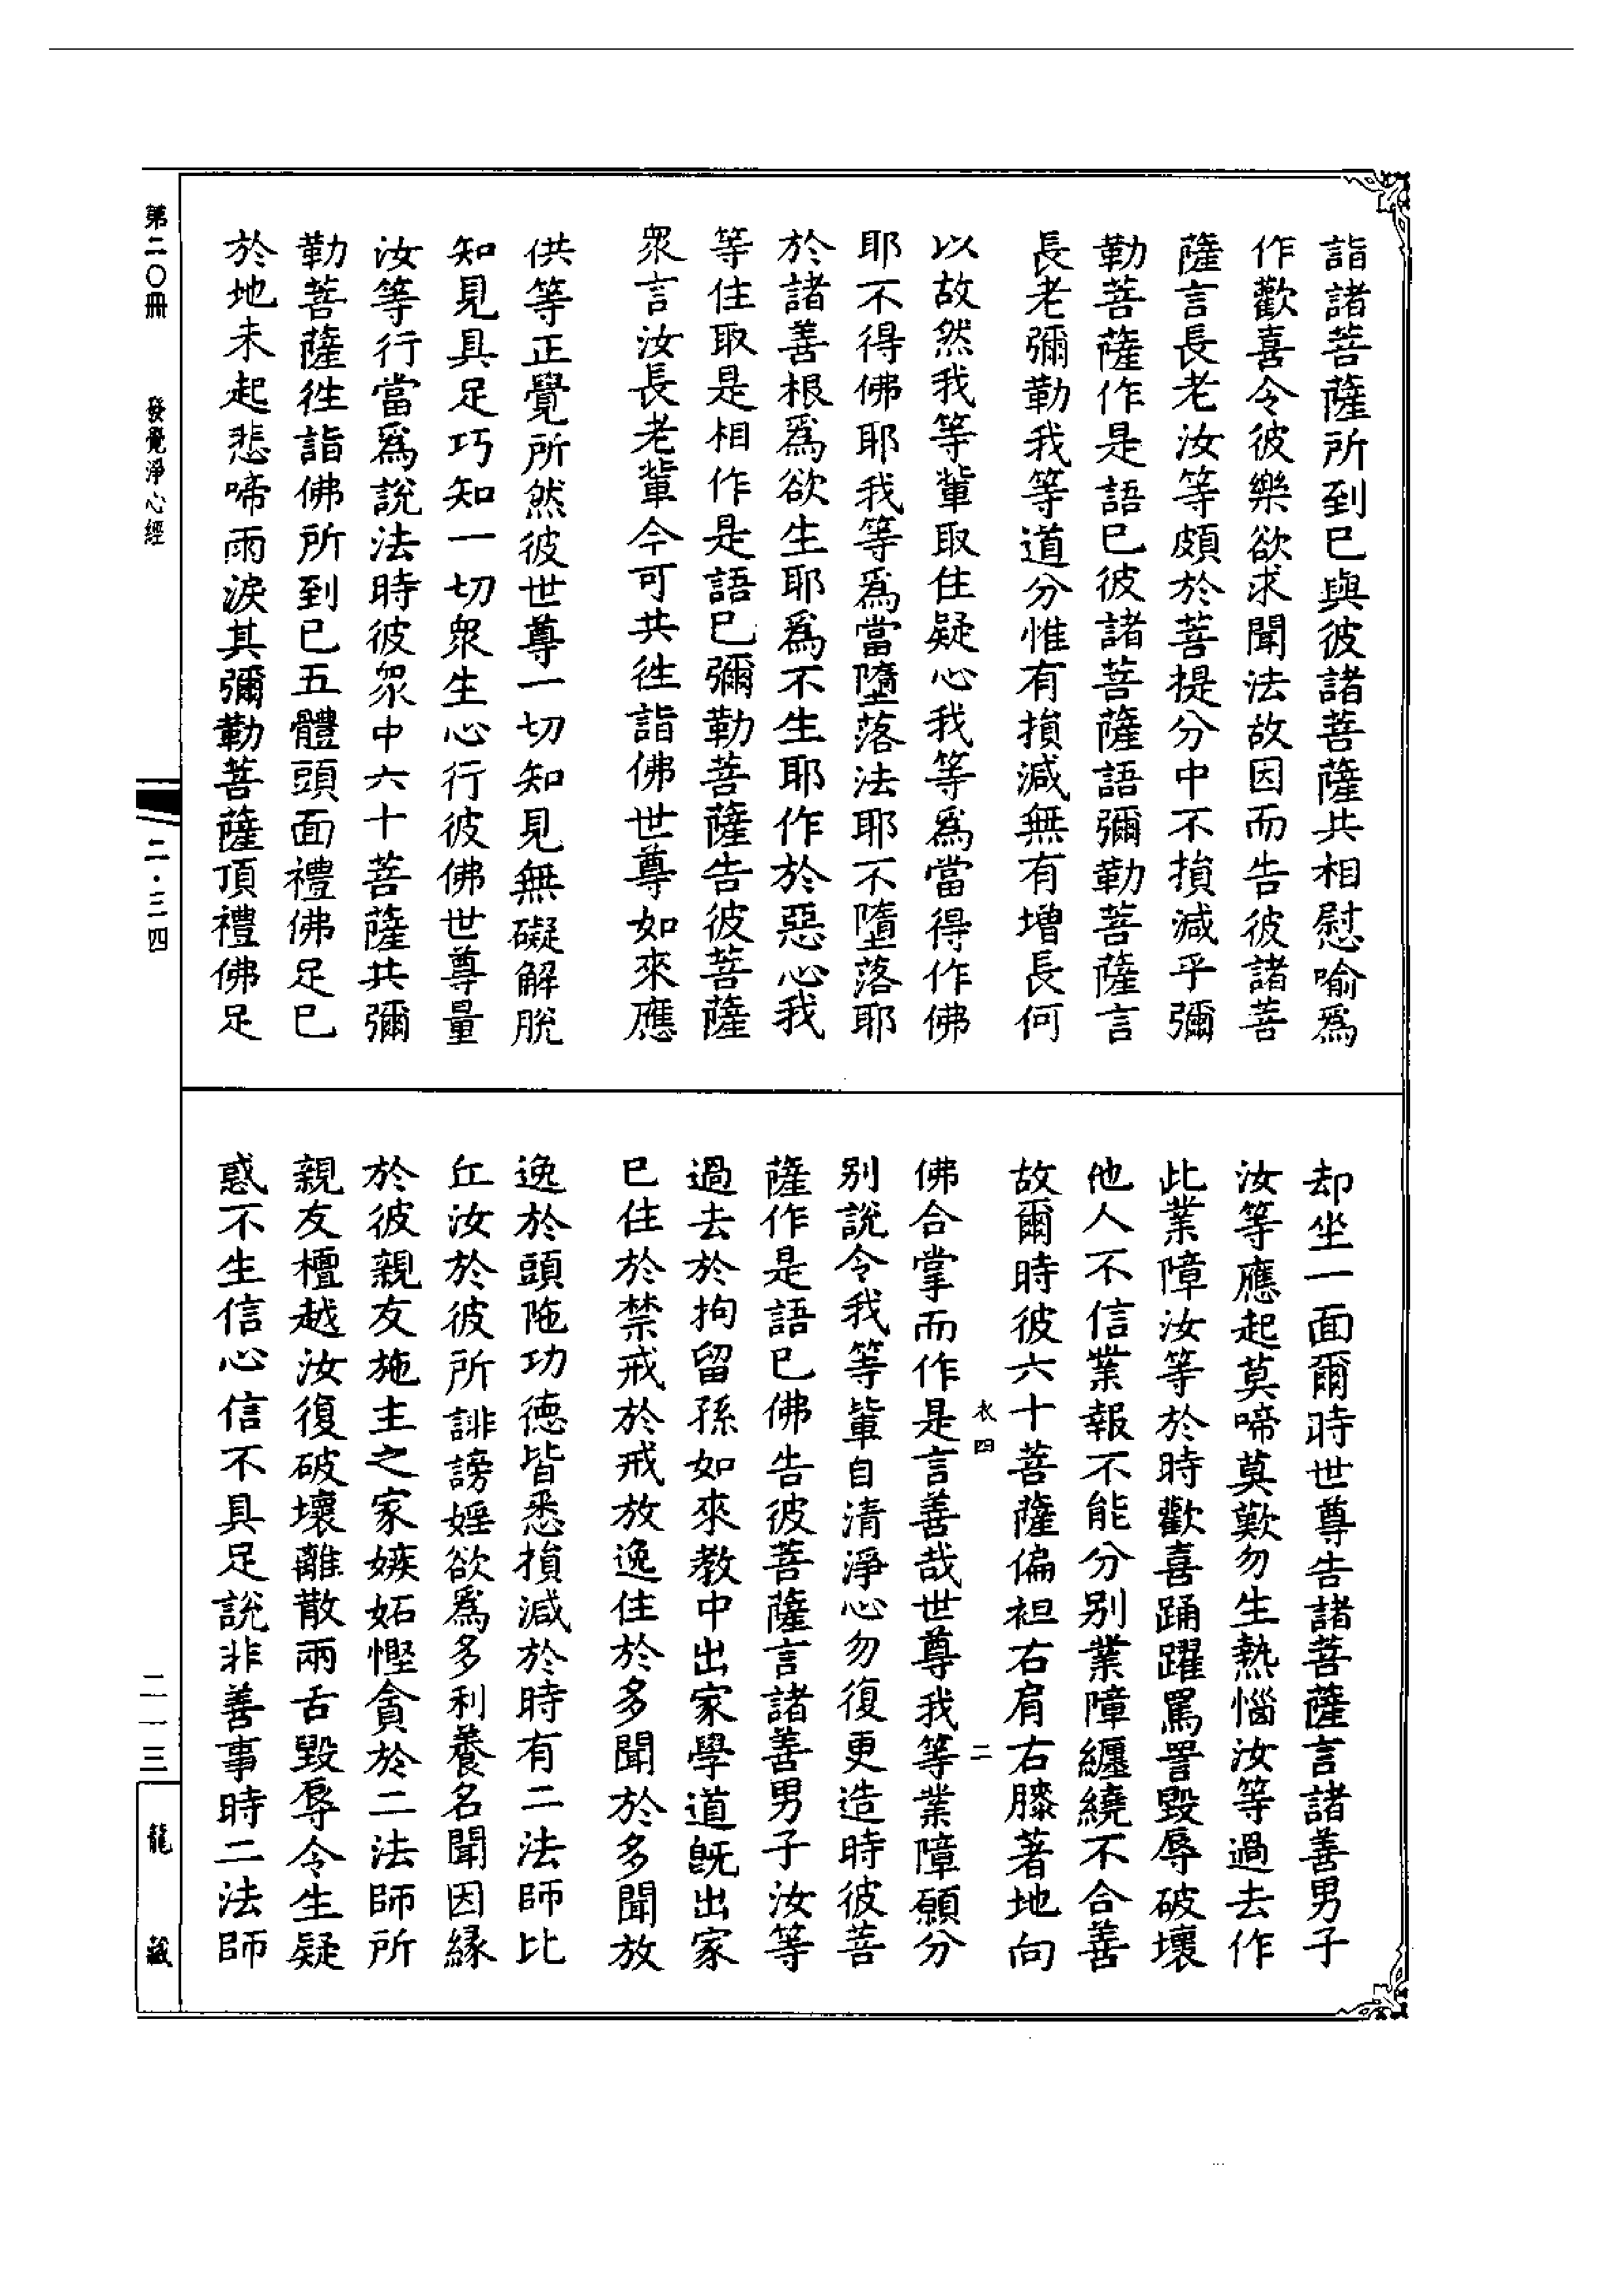 詣諸菩薩所到已與彼諸菩薩共相慰喻爲
作歡喜令彼樂欲求聞法故因而告彼諸菩
薩言長老汝等頗於菩提分中不損減乎彌
勒菩薩作是語已彼諸菩薩語彌勒菩薩言
長老彌勒我等道分惟有損減無有增長何
以故然我等輩取住疑心我等爲當得作佛
耶不得佛耶我等爲當墮落法耶不墮落耶
於諸善根爲欲生耶爲不生耶作於惡心我
等住取是相作是語已彌勒菩薩告彼菩薩
衆言汝長老輩今可共往詣佛世尊如來應
供等正覺所然彼世尊一切知見無礙解脫
知見具足巧知一切衆生心行彼佛世尊量
汝等行當爲說法時彼衆中六十菩薩共彌
勒菩薩往詣佛所到已五體頭面禮佛足已
於地未起悲啼雨淚其彌勒菩薩頂禮佛足
却坐一面爾時世尊告諸菩薩言諸善男子
汝等應起莫啼莫歎勿生熱惱汝等過去作
此業障汝等於時歡喜踊躍罵詈毀辱破壞
他人不信業報不能分别業障纏繞不合善
故爾時彼六十菩薩偏袒右肩右膝著地向
衣四 二
佛合掌而作是言善哉世尊我等業障願分
别說令我等輩自清淨心勿復更造時彼菩
薩作是語已佛告彼菩薩言諸善男子汝等
過去於拘留孫如來教中出家學道旣出家
已住於禁戒於戒放逸住於多聞於多聞放
逸於頭陁功德皆悉損減於時有二法師比
丘汝於彼所誹謗婬欲爲多利養名聞因緣
於彼親友施主之家嫉妬慳貪於二法師所
親友檀越汝復破壞離散兩舌毀辱令生疑
惑不生信心信不具足說非善事時二法師
第二〇冊 發覺淨心經
二·三四
二一三
龍藏